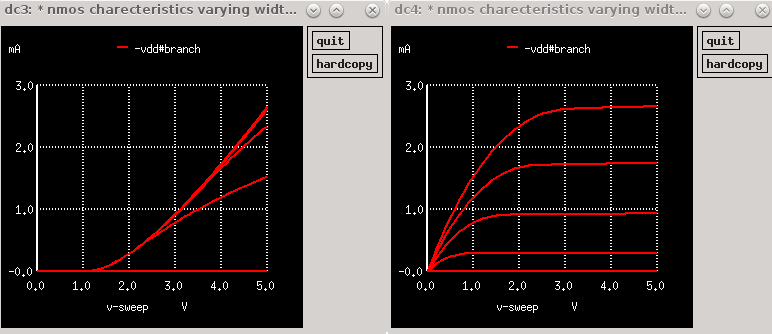 dc3: * nmos charecteristics varying widt...
mA
-vdd#branch
quit
hardcopy
3.0
2.0
1.0
-0.0
0.0 1.0 2.0 3.0 4.0 5.0
v-sweep V
dc4: * nmos charecteristics varying widt...
mA
-vdd#branch
quit
hardcopy
3.0
2.0
1.0
-0.0
0.0 1.0 2.0 3.0 4.0 5.0
v-sweep V